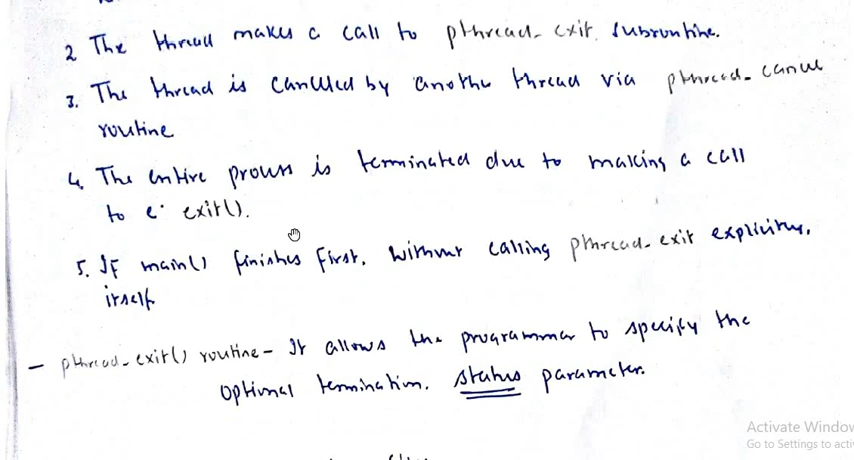 2 The thread makes a call to pthread_exit subroutine.
3. The thread is cancelled by another thread via pthread_cancel
routine
4. The entire process is terminated due to making a call
to exit().
5. If main() finishes first, without calling pthread_exit explicitly,
itself
- pthread_exit() routine - It allows the programmer to specify the
optional termination. status parameter.
Activate Window
Go to Settings to acti